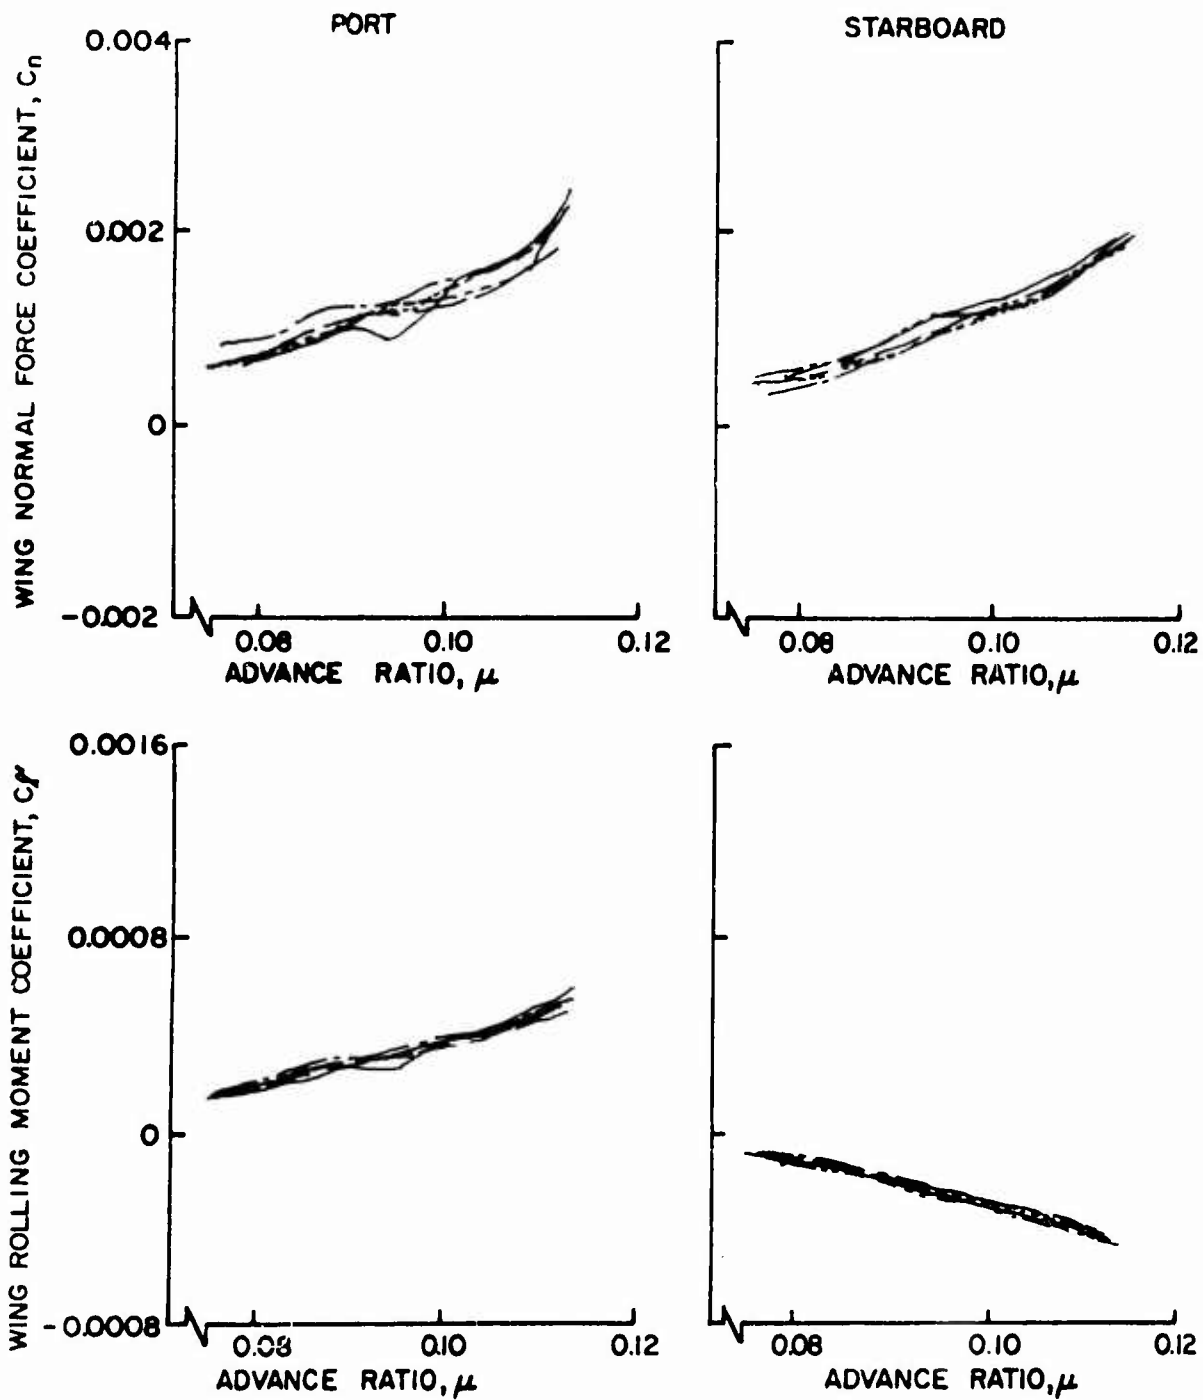 PORT
STARBOARD
WING NORMAL FORCE COEFFICIENT, Cn
0.004
0.002
0
-0.002
0.08 0.10 0.12
ADVANCE RATIO, μ
0.08 0.10 0.12
ADVANCE RATIO, μ
WING ROLLING MOMENT COEFFICIENT,
0.0016
0.0008
0
-0.0008
0.08 0.10 0.12
ADVANCE RATIO, μ
0.08 0.10 0.12
ADVANCE RATIO, μ